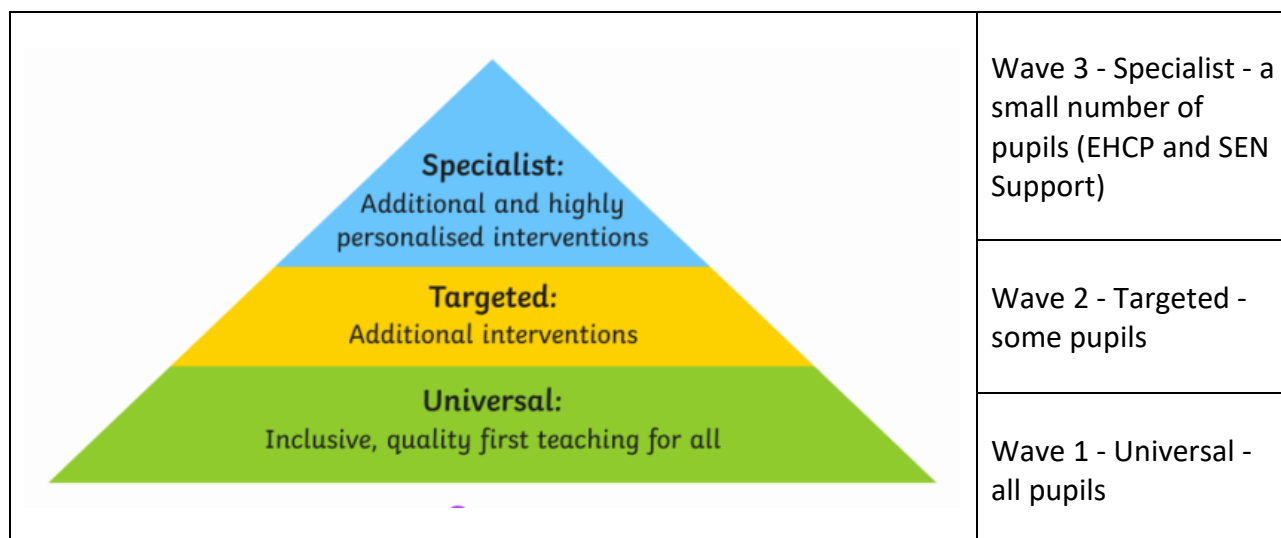 Specialist:
Additional and highly
personalised interventions
Targeted:
Additional interventions
Universal:
Inclusive, quality first teaching for all
Wave 3 - Specialist - a
small number of
pupils (EHCP and SEN
Support)
Wave 2 - Targeted -
some pupils
Wave 1 - Universal -
all pupils